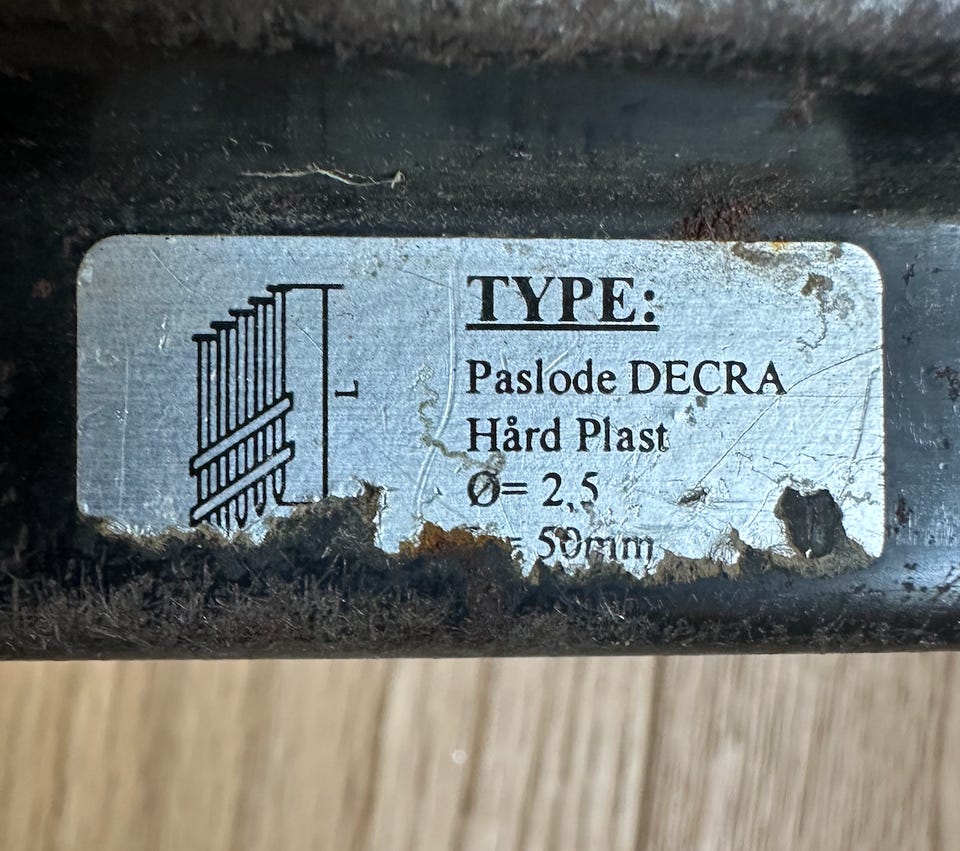 TYPE:
Paslode DECRA
Hård Plast
Ø= 2,5
= 50mm
L